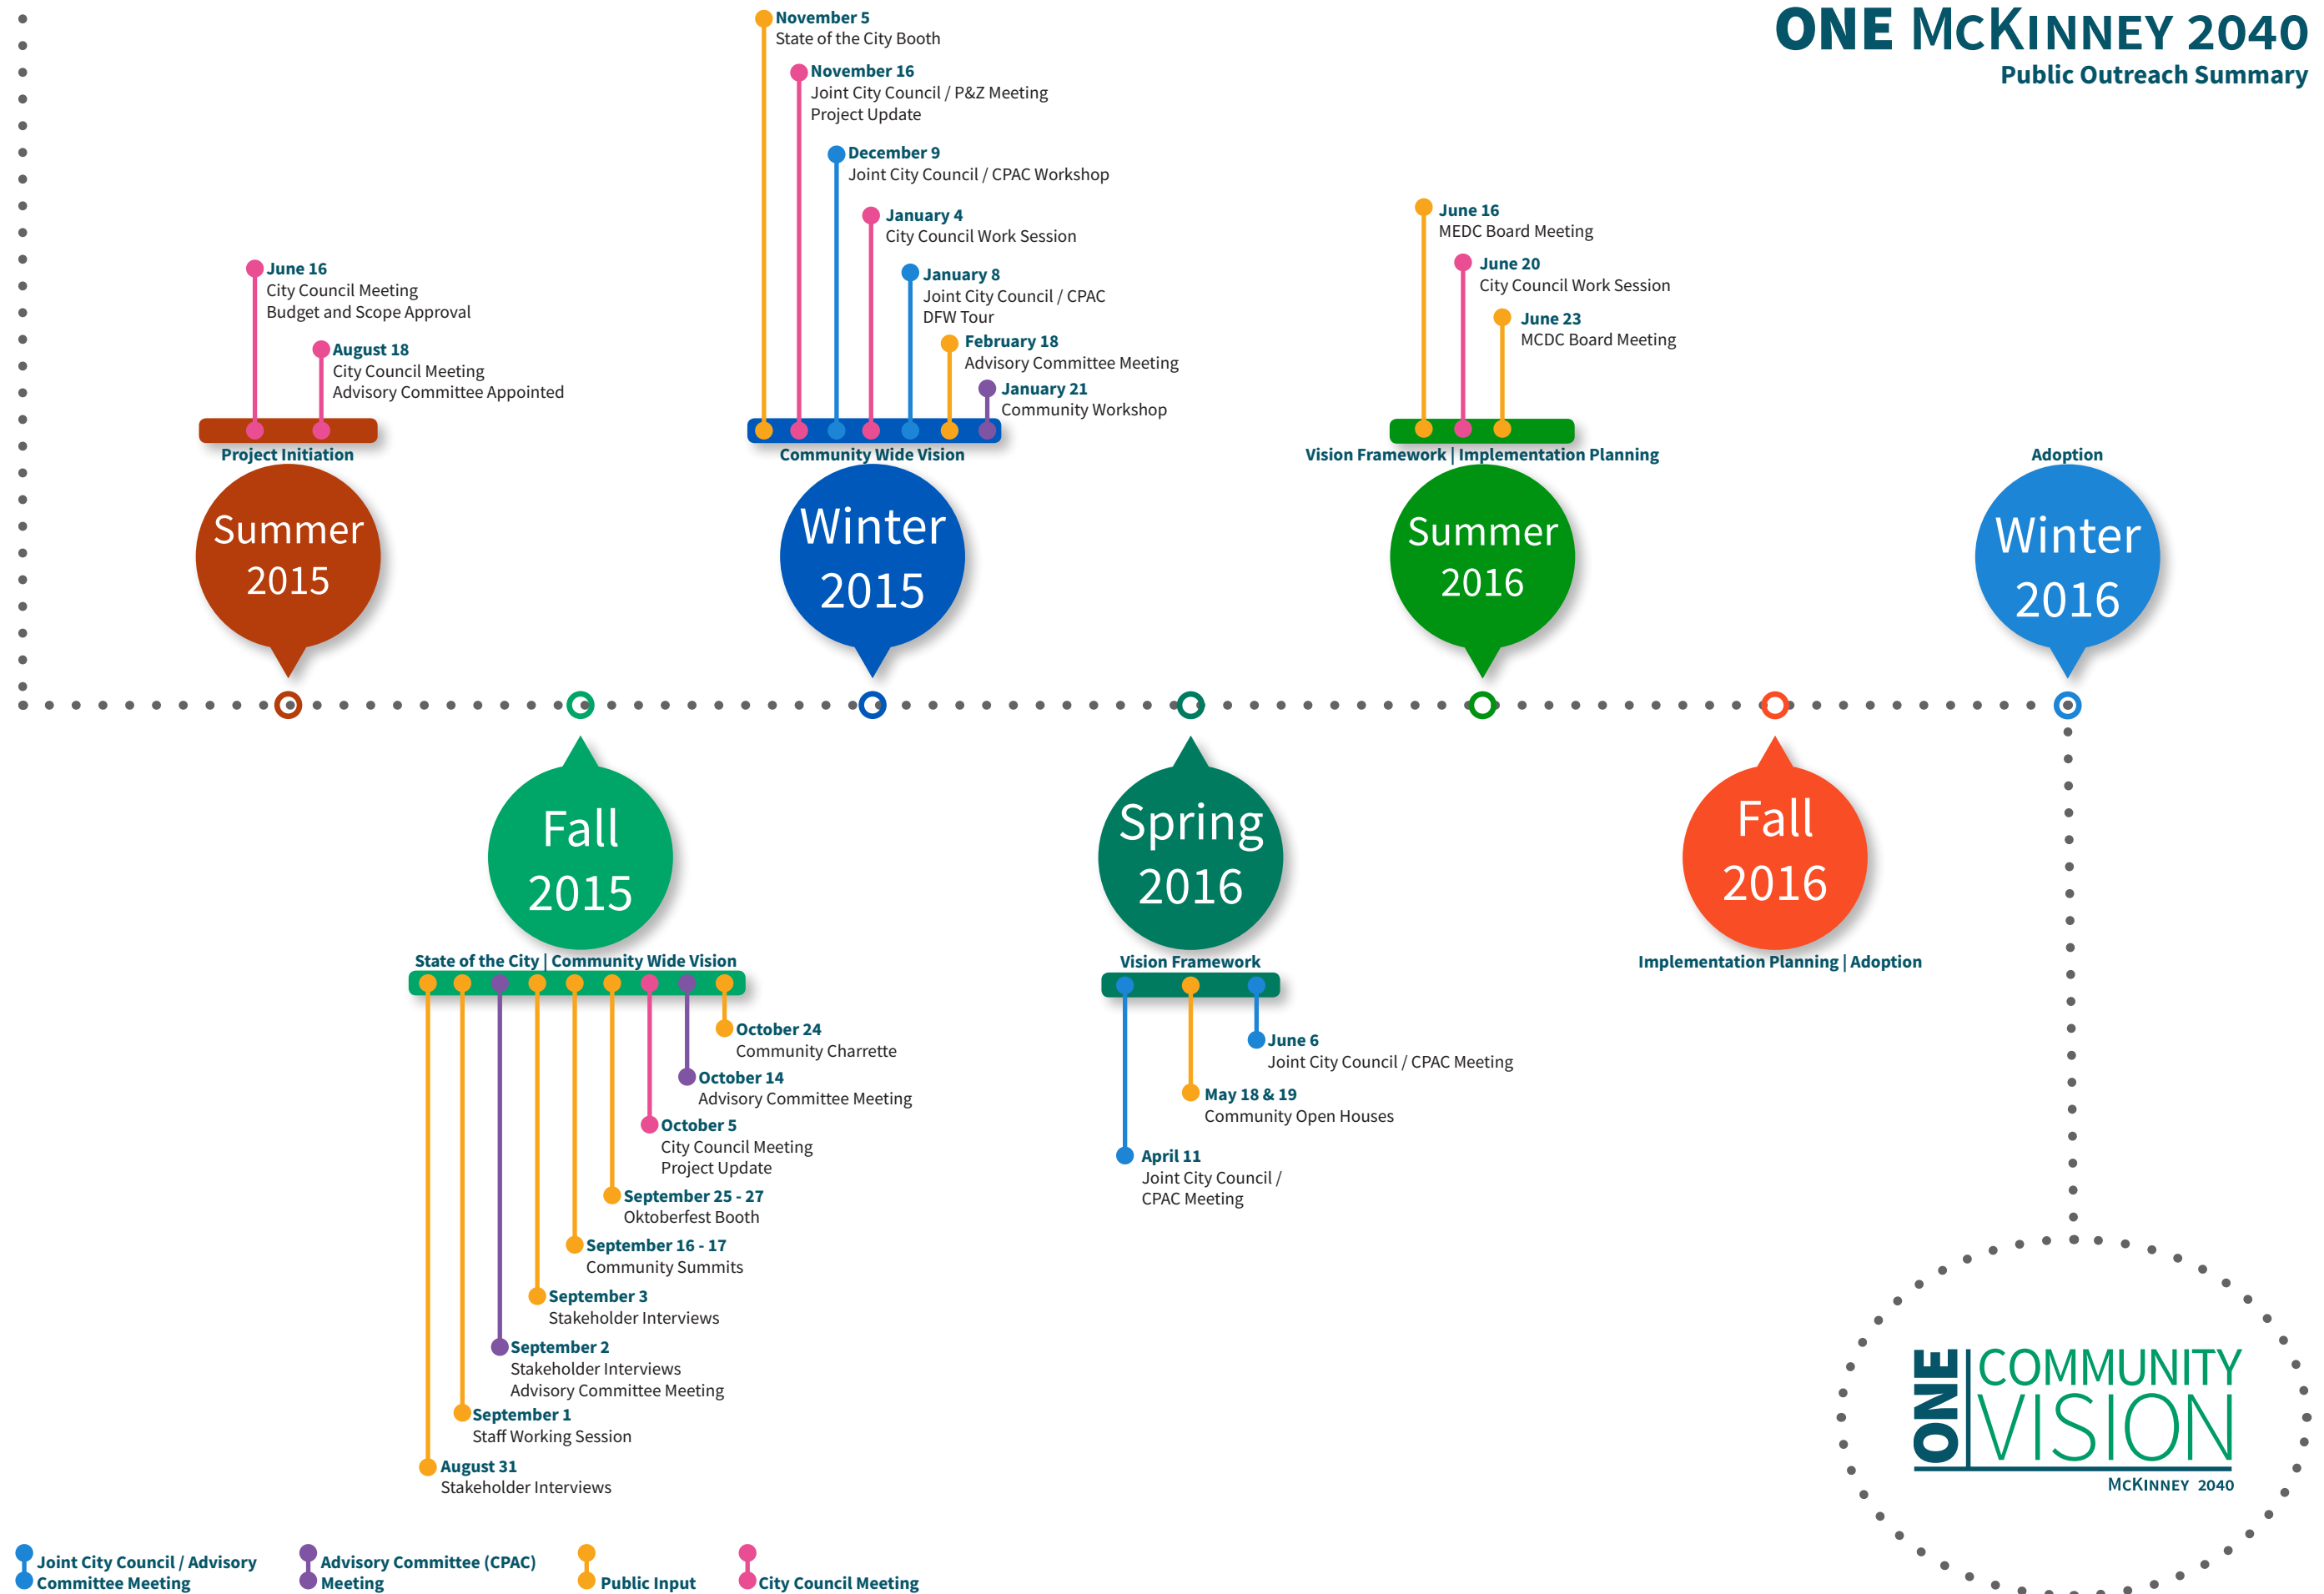 ONE McKINNEY 2040
Public Outreach Summary
November 5
State of the City Booth
November 16
Joint City Council / P&Z Meeting
Project Update
December 9
Joint City Council / CPAC Workshop
January 4
City Council Work Session
January 8
Joint City Council / CPAC
DFW Tour
February 18
Advisory Committee Meeting
January 21
Community Workshop
June 16
City Council Meeting
Budget and Scope Approval
August 18
City Council Meeting
Advisory Committee Appointed
June 16
MEDC Board Meeting
June 20
City Council Work Session
June 23
MCDC Board Meeting
Project Initiation
Community Wide Vision
Vision Framework | Implementation Planning
Adoption
Summer
2015
Winter
2015
Summer
2016
Winter
2016
Fall
2015
Spring
2016
Fall
2016
State of the City | Community Wide Vision
Vision Framework
Implementation Planning | Adoption
October 24
Community Charrette
October 14
Advisory Committee Meeting
October 5
City Council Meeting
Project Update
September 25 - 27
Oktoberfest Booth
September 16 - 17
Community Summits
September 3
Stakeholder Interviews
September 2
Stakeholder Interviews
Advisory Committee Meeting
September 1
Staff Working Session
August 31
Stakeholder Interviews
June 6
Joint City Council / CPAC Meeting
May 18 & 19
Community Open Houses
April 11
Joint City Council /
CPAC Meeting
ONE
COMMUNITY
VISION
McKINNEY 2040
Joint City Council / Advisory
Committee Meeting
Advisory Committee (CPAC)
Meeting
Public Input
City Council Meeting